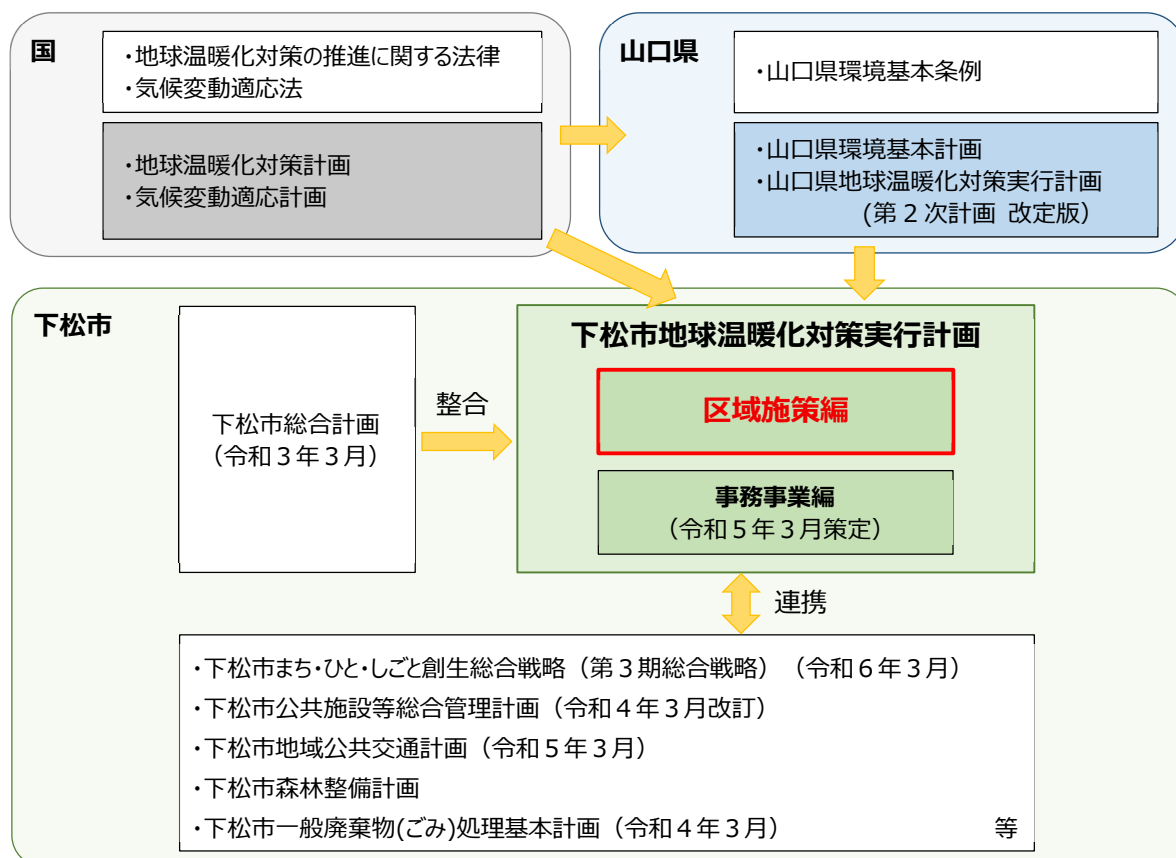 国
・地球温暖化対策の推進に関する法律
・気候変動適応法
・地球温暖化対策計画
・気候変動適応計画
山口県
・山口県環境基本条例
・山口県環境基本計画
・山口県地球温暖化対策実行計画
(第２次計画 改定版）
下松市
下松市総合計画
（令和３年３月）
整合
下松市地球温暖化対策実行計画
区域施策編
事務事業編
（令和５年３月策定）
連携
・下松市まち・ひと・しごと創生総合戦略（第３期総合戦略）（令和６年３月）
・下松市公共施設等総合管理計画（令和４年３月改訂）
・下松市地域公共交通計画（令和５年３月）
・下松市森林整備計画
・下松市一般廃棄物(ごみ)処理基本計画（令和４年３月） 等